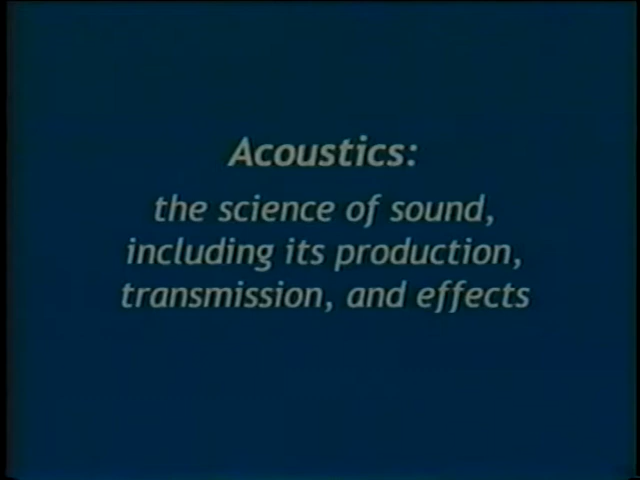 Acoustics:
the science of sound,
including its production,
transmission, and effects